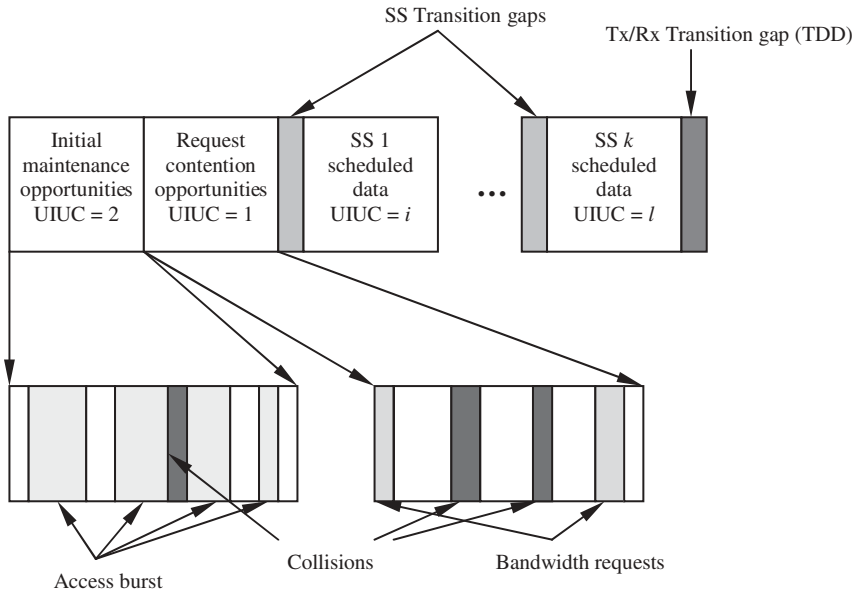 SS Transition gaps
Tx/Rx Transition gap (TDD)
Initial
maintenance
opportunities
UIUC = 2
Request
contention
opportunities
UIUC = 1
SS 1
scheduled
data
UIUC = i
...
SS k
scheduled
data
UIUC = l
Access burst
Collisions
Bandwidth requests